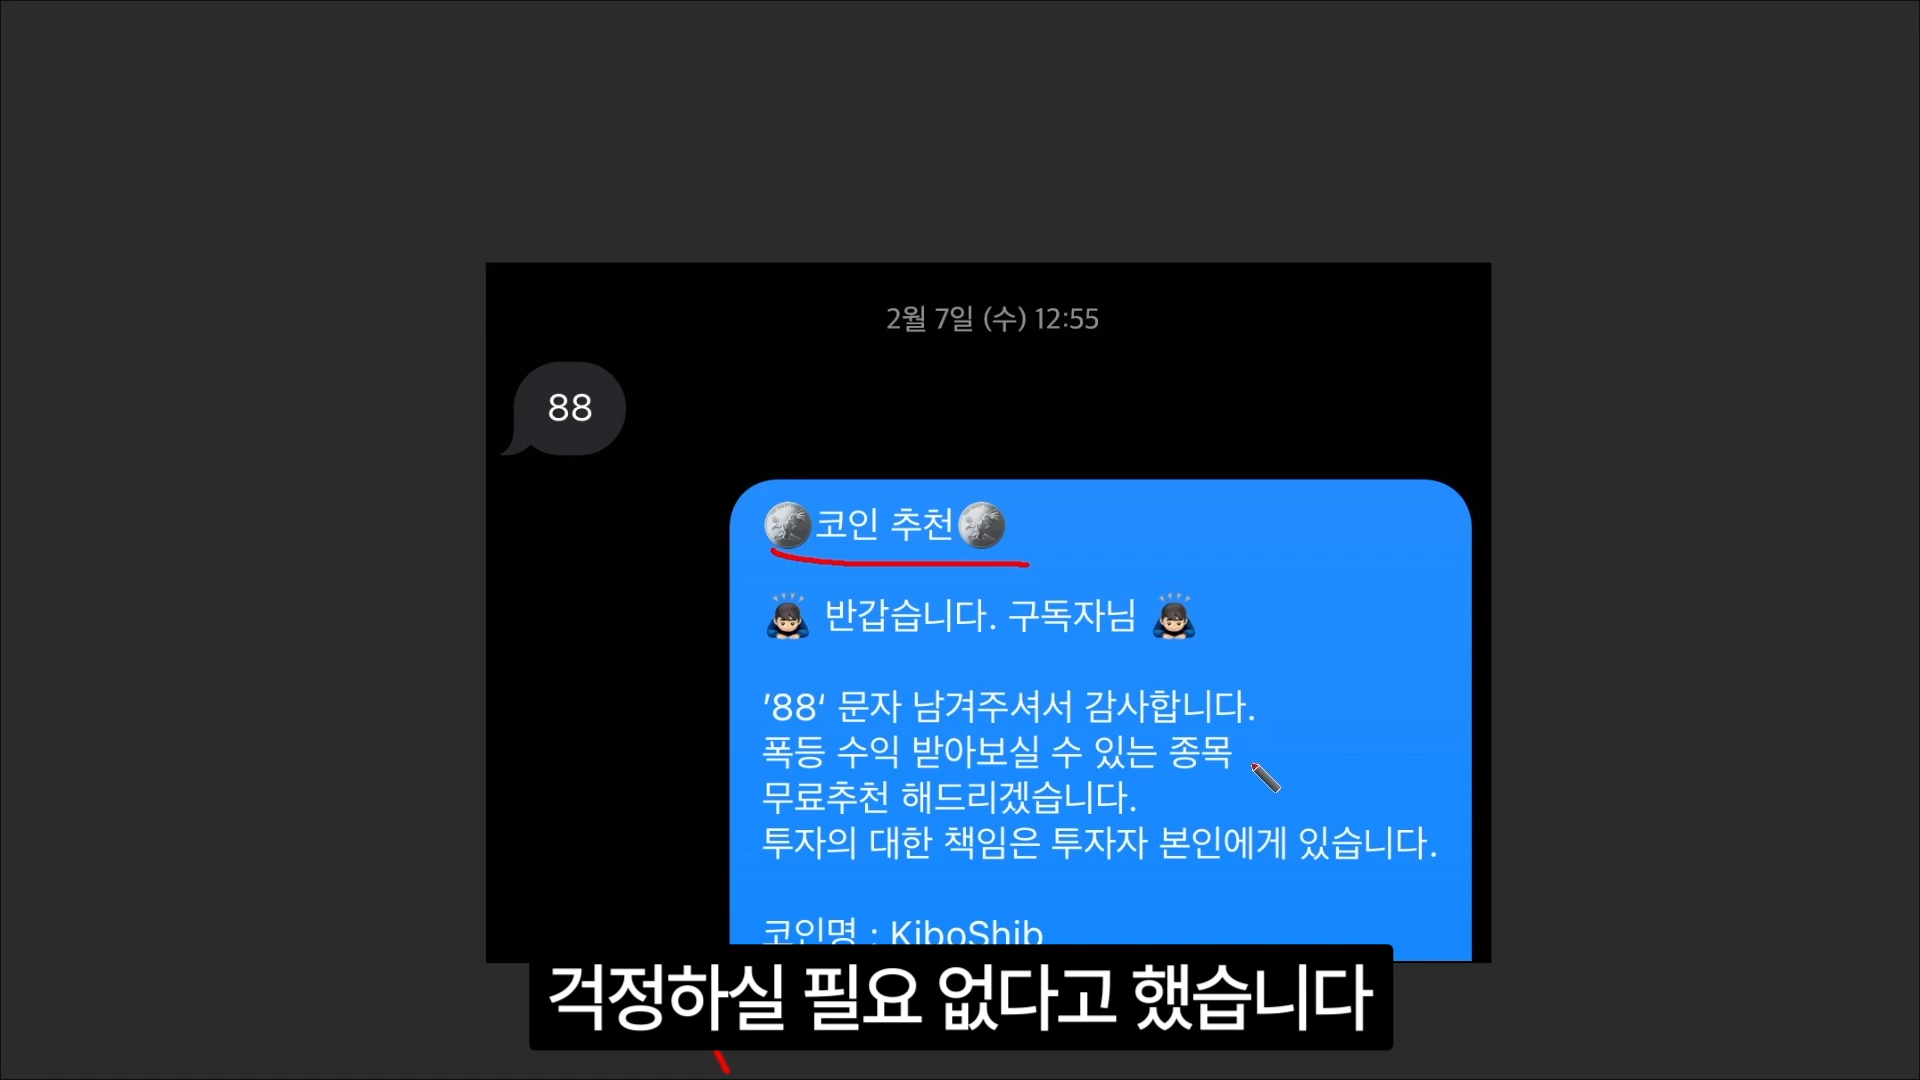 2월 7일 (수) 12:55
88
코인 추천
반갑습니다. 구독자님
'88‘ 문자 남겨주셔서 감사합니다.
폭등 수익 받아보실 수 있는 종목
무료추천 해드리겠습니다.
투자의 대한 책임은 투자자 본인에게 있습니다.
코인명 : KiboShib
걱정하실 필요 없다고 했습니다